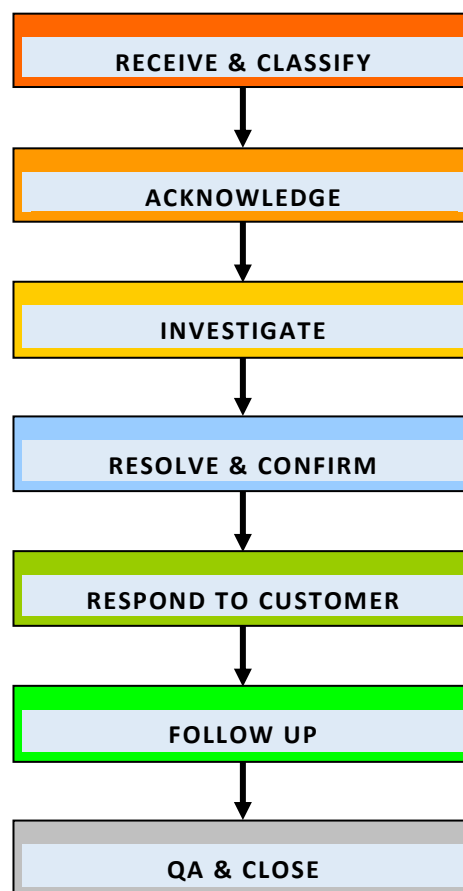 RECEIVE & CLASSIFY
ACKNOWLEDGE
INVESTIGATE
RESOLVE & CONFIRM
RESPOND TO CUSTOMER
FOLLOW UP
QA & CLOSE